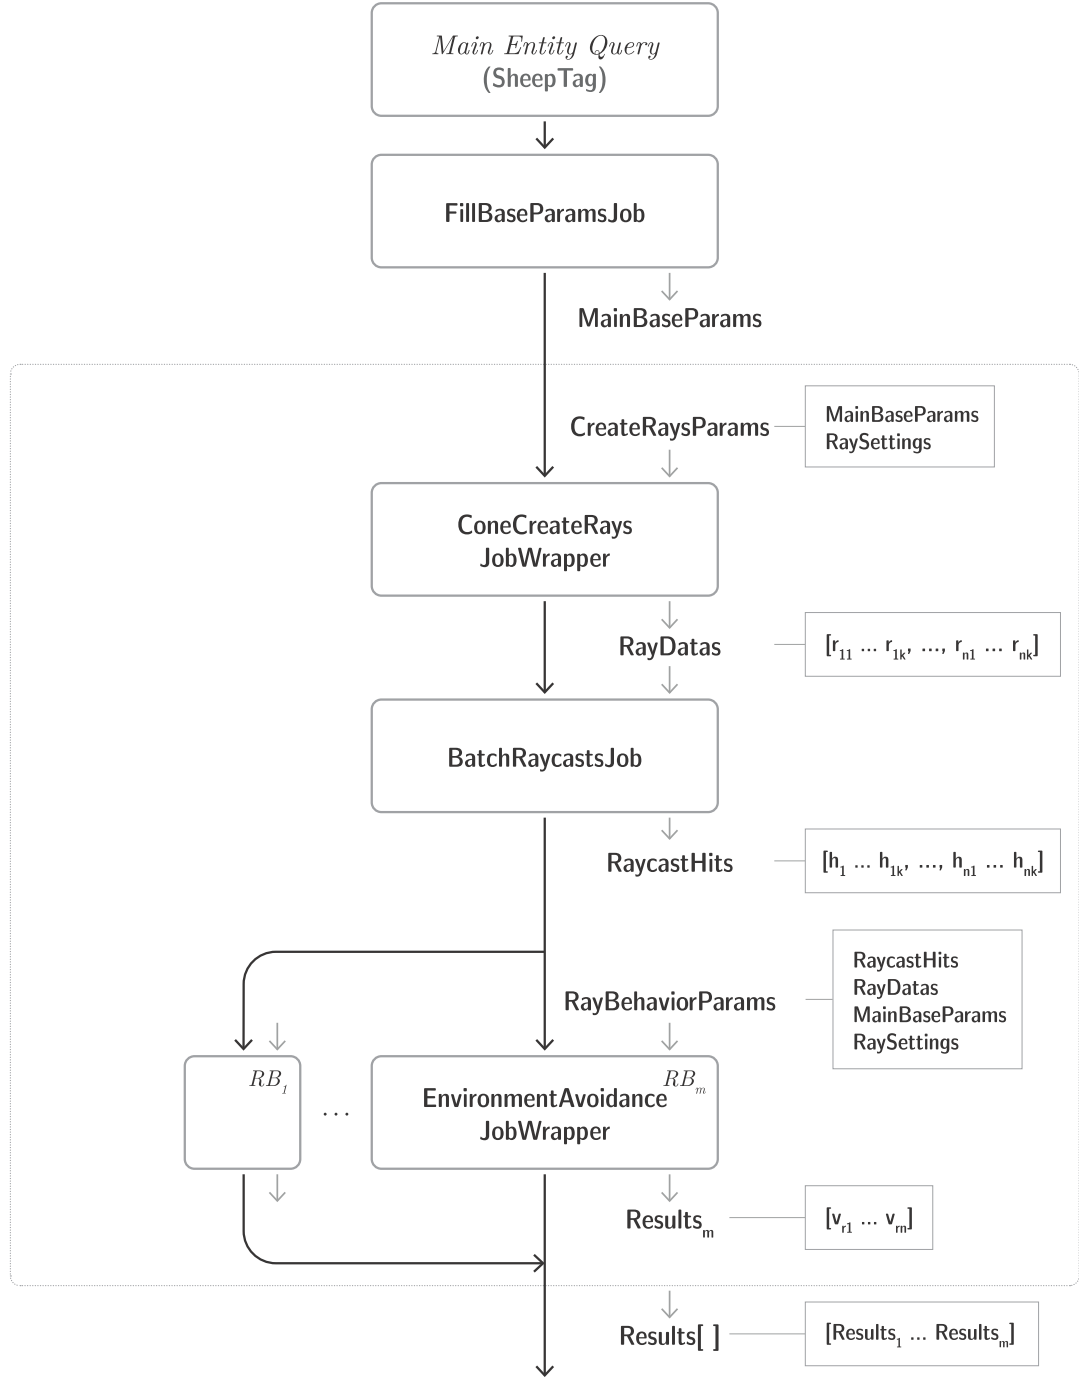 Main Entity Query
(SheepTag)
FillBaseParamsJob
MainBaseParams
CreateRaysParams
MainBaseParams
RaySettings
ConeCreateRays
JobWrapper
RayDatas
[r11 ... r1k, ..., rn1 ... rnk]
BatchRaycastsJob
RaycastHits
[h1 ... h1k, ..., hn1 ... hnk]
RayBehaviorParams
RaycastHits
RayDatas
MainBaseParams
RaySettings
RB1
...
RBm
EnvironmentAvoidance
JobWrapper
Resultsm
[vr1 ... vrn]
Results[ ]
[Results1 ... Resultsm]